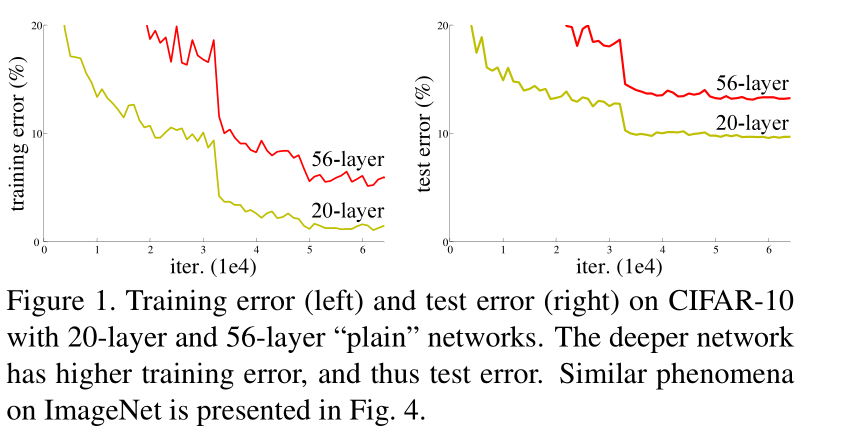 20
10
0
training error (%)
0 1 2 3 4 5 6
iter. (1e4)
56-layer
20-layer
20
10
0
test error (%)
0 1 2 3 4 5 6
iter. (1e4)
56-layer
20-layer
Figure 1. Training error (left) and test error (right) on CIFAR-10
with 20-layer and 56-layer “plain” networks. The deeper network
has higher training error, and thus test error. Similar phenomena
on ImageNet is presented in Fig. 4.